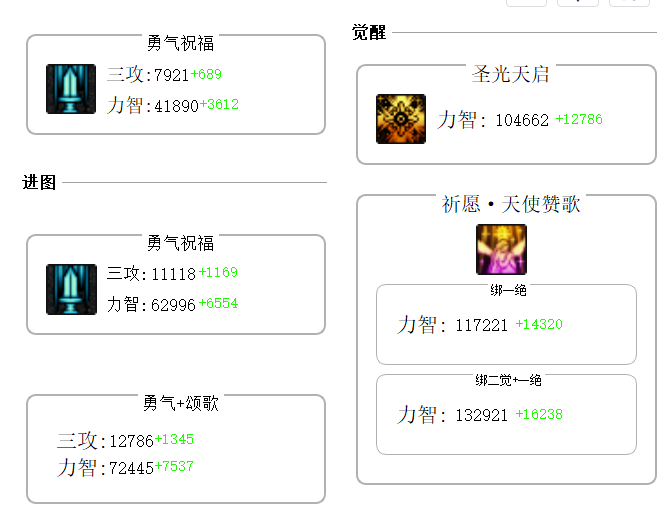 勇气祝福
三攻:7921+689
力智:41890+3612
进图
勇气祝福
三攻:11118+1169
力智:62996+6554
勇气+颂歌
三攻:12786+1345
力智:72445+7537
觉醒
圣光天启
力智: 104662 +12786
祈愿·天使赞歌
绑一绝
力智: 117221 +14320
绑二觉+一绝
力智: 132921 +16238